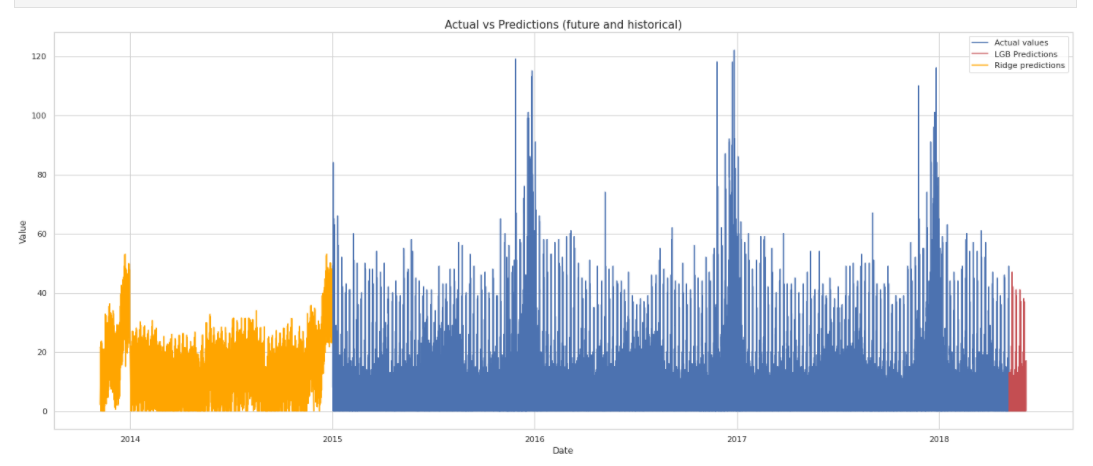 Actual vs Predictions (future and historical)
Actual values
LGB Predictions
Ridge predictions
120
100
80
60
40
20
0
Value
2014 2015 2016 2017 2018
Date